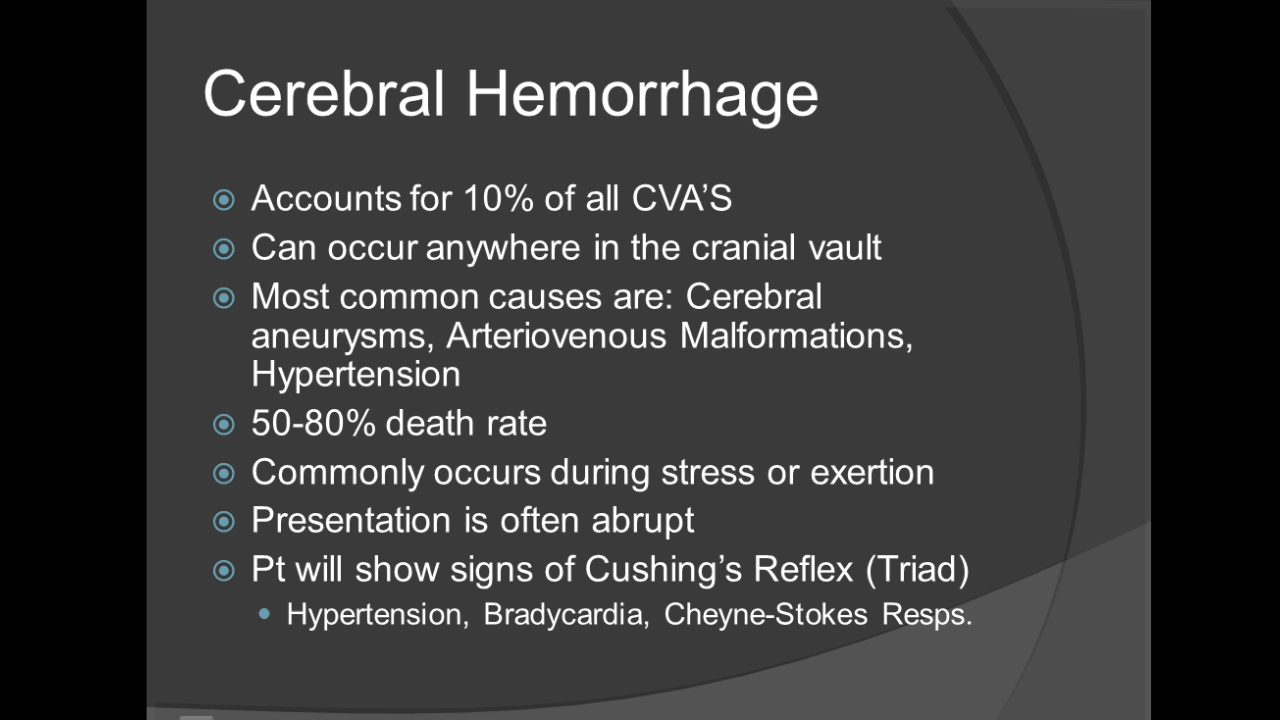 Cerebral Hemorrhage
Accounts for 10% of all CVA’S
Can occur anywhere in the cranial vault
Most common causes are: Cerebral
aneurysms, Arteriovenous Malformations,
Hypertension
50-80% death rate
Commonly occurs during stress or exertion
Presentation is often abrupt
Pt will show signs of Cushing’s Reflex (Triad)
Hypertension, Bradycardia, Cheyne-Stokes Resps.